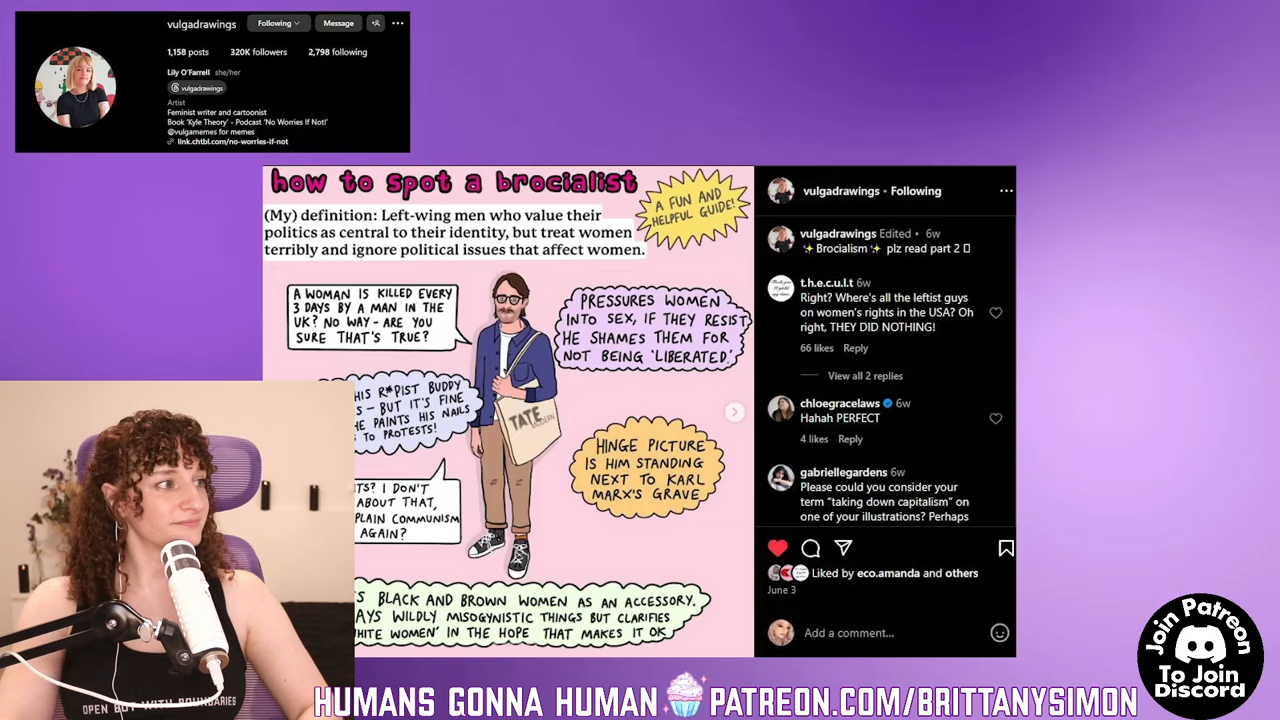 vulgadrawings Following Message
1,158 posts 320K followers 2,798 following
Lily O'Farrell she/her
vulgadrawings
Artist
Feminist writer and cartoonist
Book 'Kyle Theory' - Podcast 'No Worries If Not!'
@vulgamemes for memes
link.chtbl.com/no-worries-if-not
how to spot a brocialist
A FUN AND
HELPFUL GUIDE!
(My) definition: Left-wing men who value their
politics as central to their identity, but treat women
terribly and ignore political issues that affect women.
A WOMAN IS KILLED EVERY
3 DAYS BY A MAN IN THE
UK? NO WAY - ARE YOU
SURE THAT'S TRUE?
PRESSURES WOMEN
INTO SEX, IF THEY RESIST
HE SHAMES THEM FOR
NOT BEING 'LIBERATED.'
HIS R*PIST BUDDY
S - BUT IT'S FINE
HE PAINTS HIS NAILS
TO PROTESTS!
TATE
MODERN
HINGE PICTURE
IS HIM STANDING
NEXT TO KARL
MARX'S GRAVE
TS? I DON'T
ABOUT THAT,
PLAIN COMMUNISM
AGAIN?
S BLACK AND BROWN WOMEN AS AN ACCESSORY.
AYS WILDLY MISOGYNISTIC THINGS BUT CLARIFIES
HITE WOMEN' IN THE HOPE THAT MAKES IT OK
vulgadrawings • Following
vulgadrawings Edited • 6w
✨Brocialism✨ plz read part 2
t.h.e.c.u.l.t 6w
Right? Where's all the leftist guys
on women's rights in the USA? Oh
right, THEY DID NOTHING!
66 likes Reply
View all 2 replies
chloegracelaws 6w
Hahah PERFECT
4 likes Reply
gabriellegardens 6w
Please could you consider your
term "taking down capitalism" on
one of your illustrations? Perhaps
Liked by eco.amanda and others
June 3
Add a comment...
OPEN BUT WITH BOUNDARIES
HUMANS GONNA HUMAN PATREON.COM/BRITTANYSIMON
Join Patreon
To Join
Discord